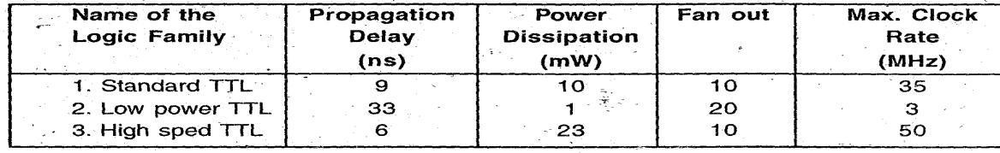 Name of the Propagation Power Fan out Max. Clock
Logic Family Delay Dissipation Rate
(ns) (mW) (MHz)
1. Standard TTL 9 10 10 35
2. Low power TTL 33 1 20 3
3. High sped TTL 6 23 10 50